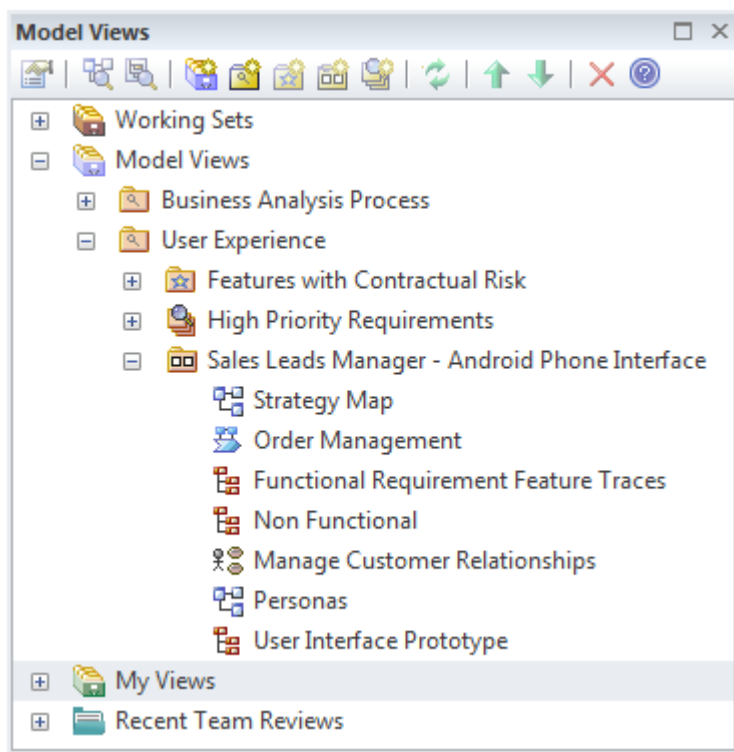 Model Views
Working Sets
Model Views
Business Analysis Process
User Experience
Features with Contractual Risk
High Priority Requirements
Sales Leads Manager - Android Phone Interface
Strategy Map
Order Management
Functional Requirement Feature Traces
Non Functional
Manage Customer Relationships
Personas
User Interface Prototype
My Views
Recent Team Reviews